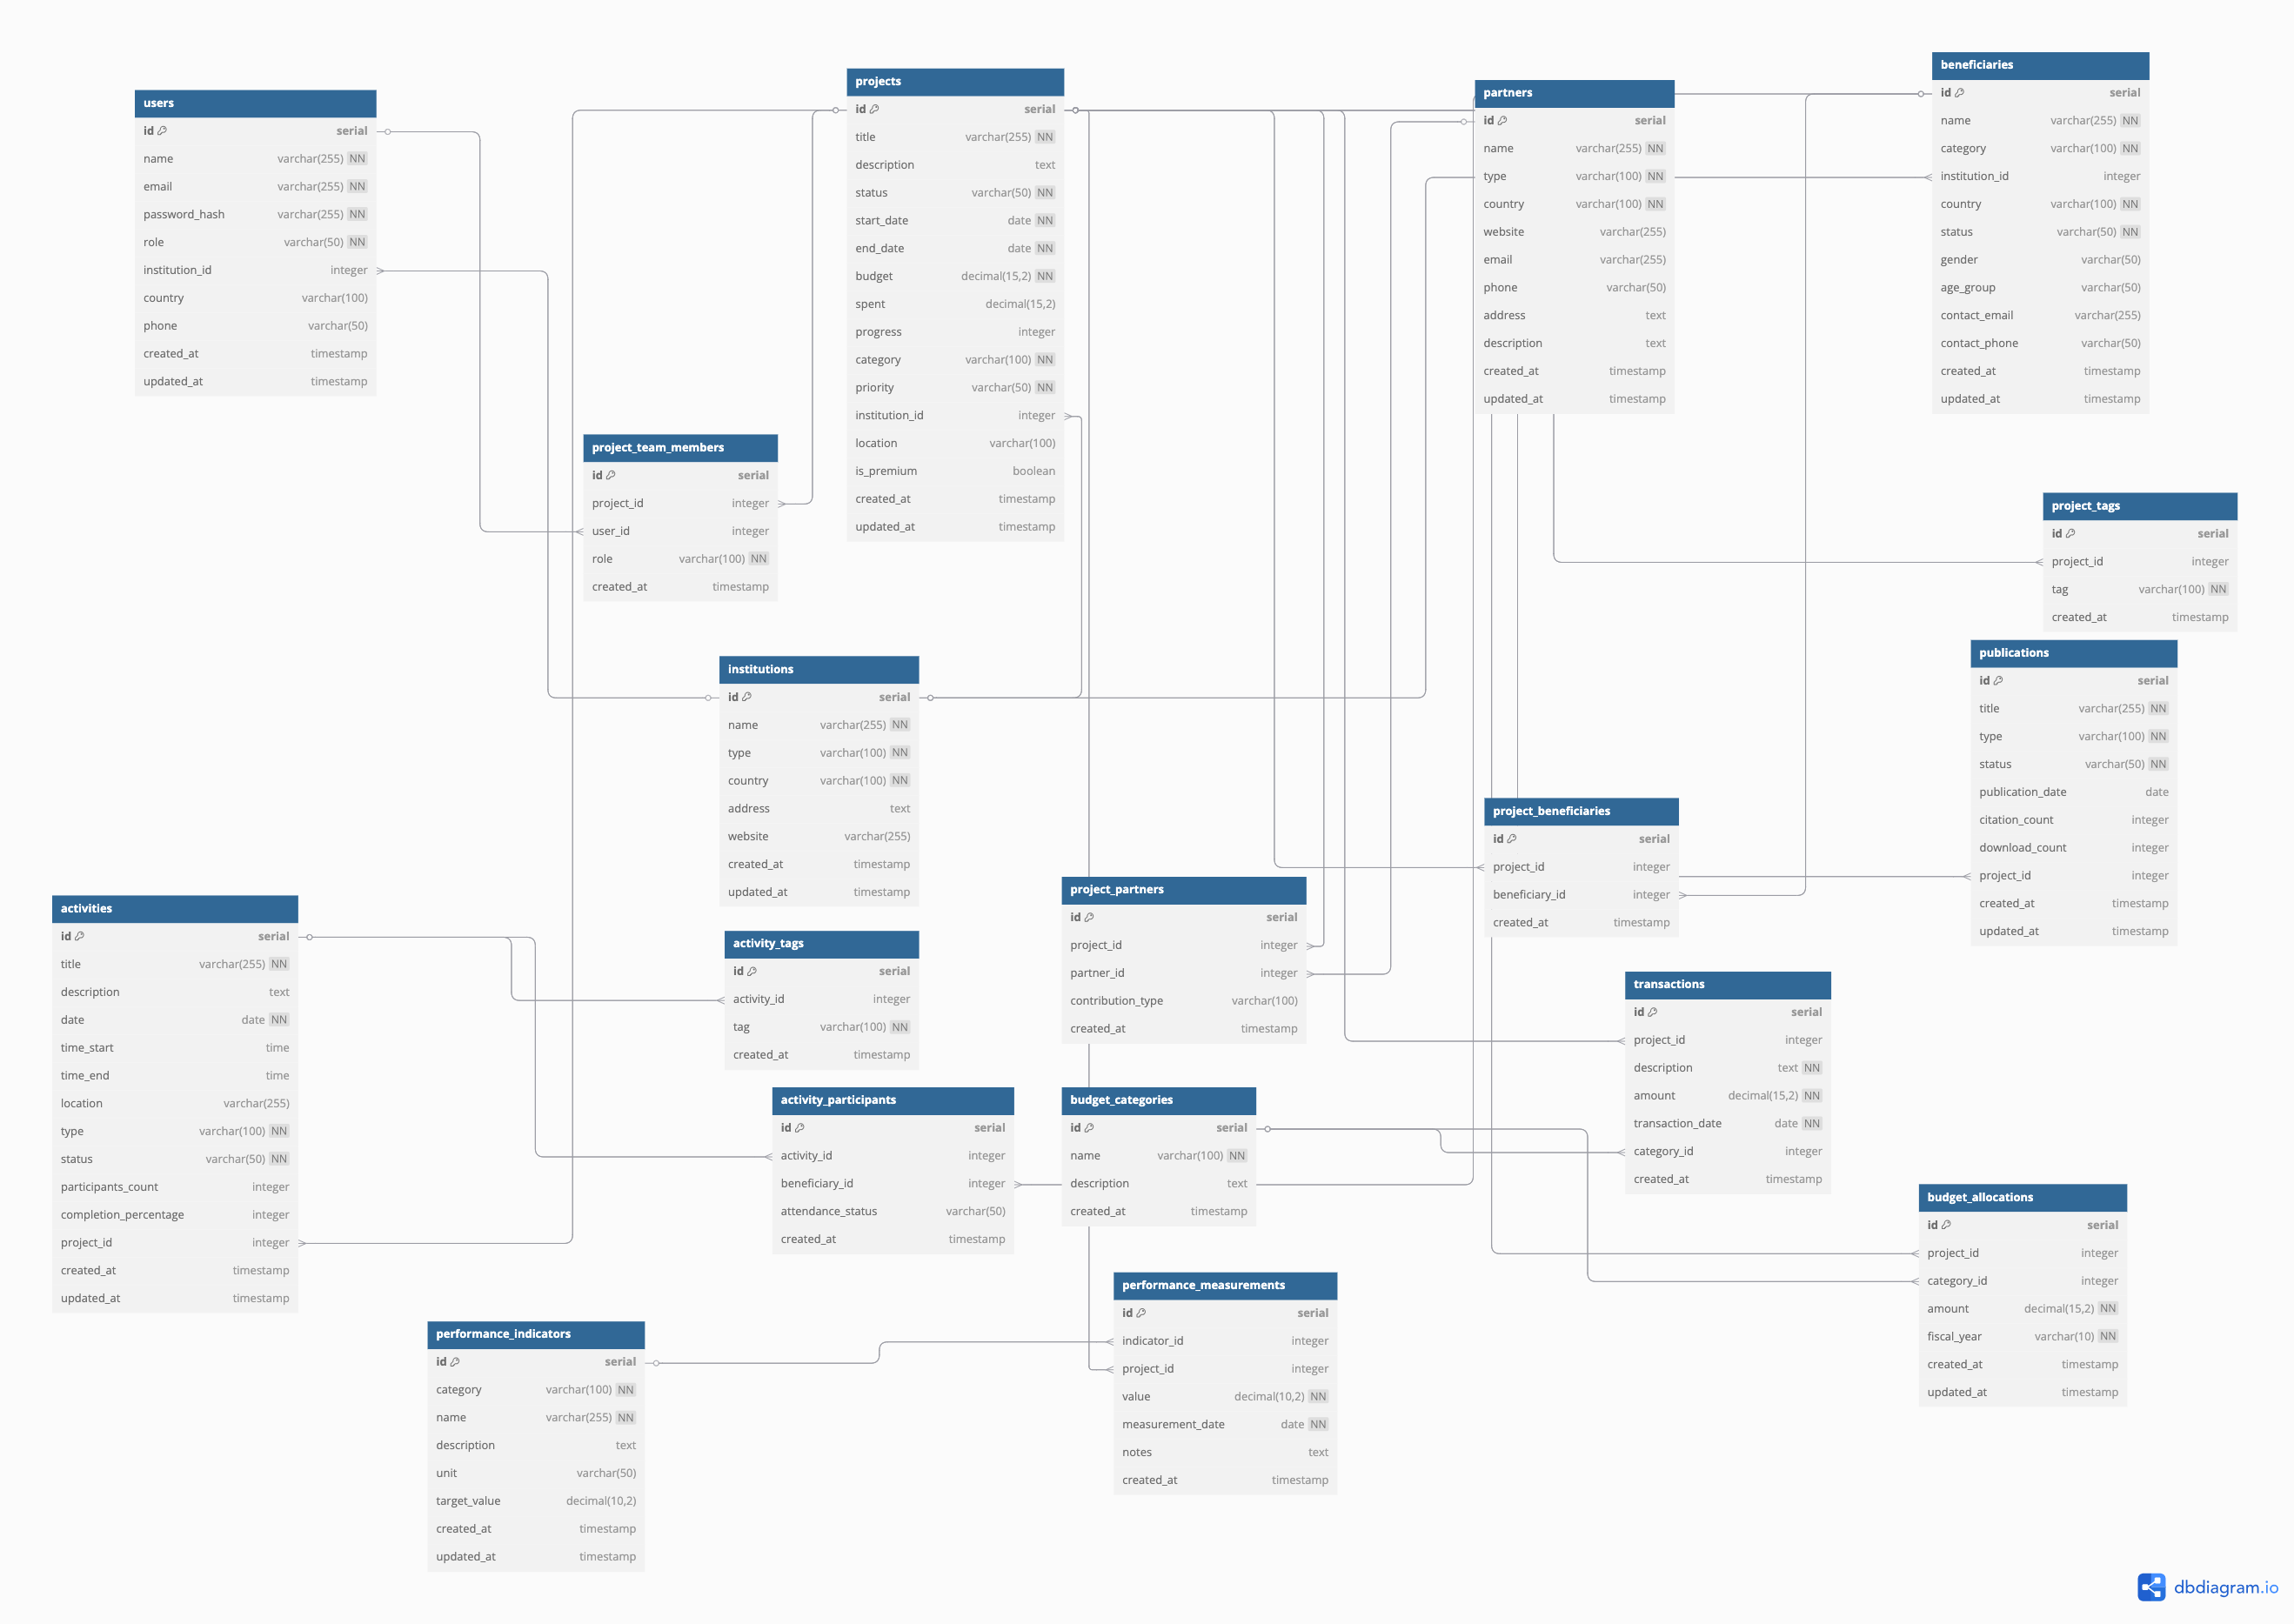 users
id serial
name varchar(255) NN
email varchar(255) NN
password_hash varchar(255) NN
role varchar(50) NN
institution_id integer
country varchar(100)
phone varchar(50)
created_at timestamp
updated_at timestamp
projects
id serial
title varchar(255) NN
description text
status varchar(50) NN
start_date date NN
end_date date NN
budget decimal(15,2) NN
spent decimal(15,2)
progress integer
category varchar(100) NN
priority varchar(50) NN
institution_id integer
location varchar(100)
is_premium boolean
created_at timestamp
updated_at timestamp
partners
id serial
name varchar(255) NN
type varchar(100) NN
country varchar(100) NN
website varchar(255)
email varchar(255)
phone varchar(50)
address text
description text
created_at timestamp
updated_at timestamp
beneficiaries
id serial
name varchar(255) NN
category varchar(100) NN
institution_id integer
country varchar(100) NN
status varchar(50) NN
gender varchar(50)
age_group varchar(50)
contact_email varchar(255)
contact_phone varchar(50)
created_at timestamp
updated_at timestamp
project_team_members
id serial
project_id integer
user_id integer
role varchar(100) NN
created_at timestamp
project_tags
id serial
project_id integer
tag varchar(100) NN
created_at timestamp
institutions
id serial
name varchar(255) NN
type varchar(100) NN
country varchar(100) NN
address text
website varchar(255)
created_at timestamp
updated_at timestamp
publications
id serial
title varchar(255) NN
type varchar(100) NN
status varchar(50) NN
publication_date date
citation_count integer
download_count integer
project_id integer
created_at timestamp
updated_at timestamp
project_beneficiaries
id serial
project_id integer
beneficiary_id integer
created_at timestamp
project_partners
id serial
project_id integer
partner_id integer
contribution_type varchar(100)
created_at timestamp
activities
id serial
title varchar(255) NN
description text
date date NN
time_start time
time_end time
location varchar(255)
type varchar(100) NN
status varchar(50) NN
participants_count integer
completion_percentage integer
project_id integer
created_at timestamp
updated_at timestamp
activity_tags
id serial
activity_id integer
tag varchar(100) NN
created_at timestamp
transactions
id serial
project_id integer
description text NN
amount decimal(15,2) NN
transaction_date date NN
category_id integer
created_at timestamp
activity_participants
id serial
activity_id integer
beneficiary_id integer
attendance_status varchar(50)
created_at timestamp
budget_categories
id serial
name varchar(100) NN
description text
created_at timestamp
budget_allocations
id serial
project_id integer
category_id integer
amount decimal(15,2) NN
fiscal_year varchar(10) NN
created_at timestamp
updated_at timestamp
performance_measurements
id serial
indicator_id integer
project_id integer
value decimal(10,2) NN
measurement_date date NN
notes text
created_at timestamp
performance_indicators
id serial
category varchar(100) NN
name varchar(255) NN
description text
unit varchar(50)
target_value decimal(10,2)
created_at timestamp
updated_at timestamp
dbdiagram.io